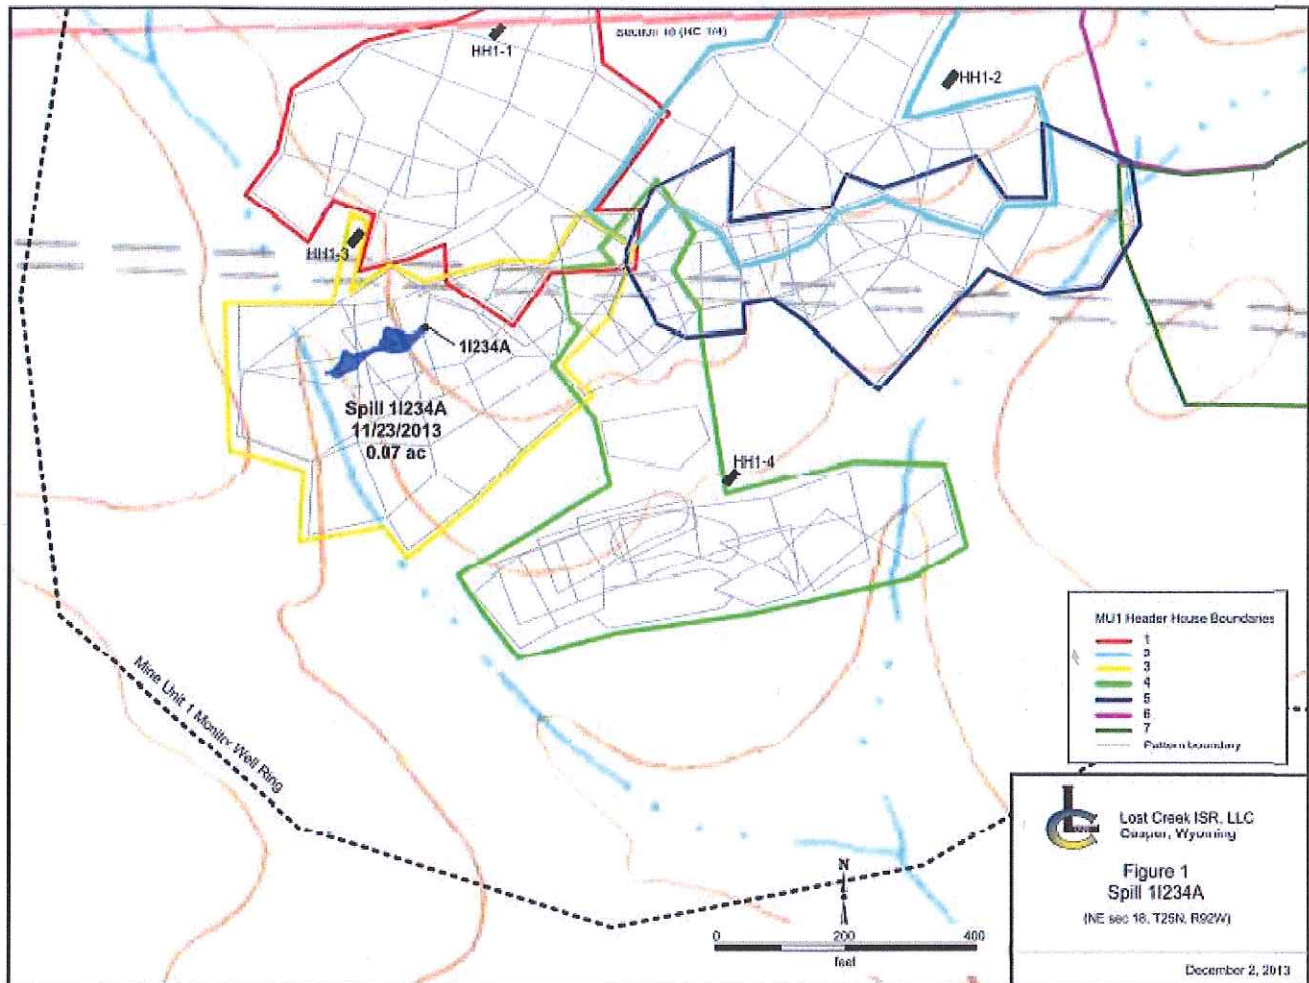 HH1-1
HH1-2
HH1-3
1I234A
Spill 1I234A
11/23/2013
0.07 ac
HH1-4
Mine Unit 1 Monitor Well Ring
MU1 Header House Boundaries
1
2
3
4
5
6
7
Pattern boundary
N
0 200 400
feet
LC
Lost Creek ISR, LLC
Casper, Wyoming
Figure 1
Spill 1I234A
(NE sec 18, T25N, R92W)
December 2, 2013